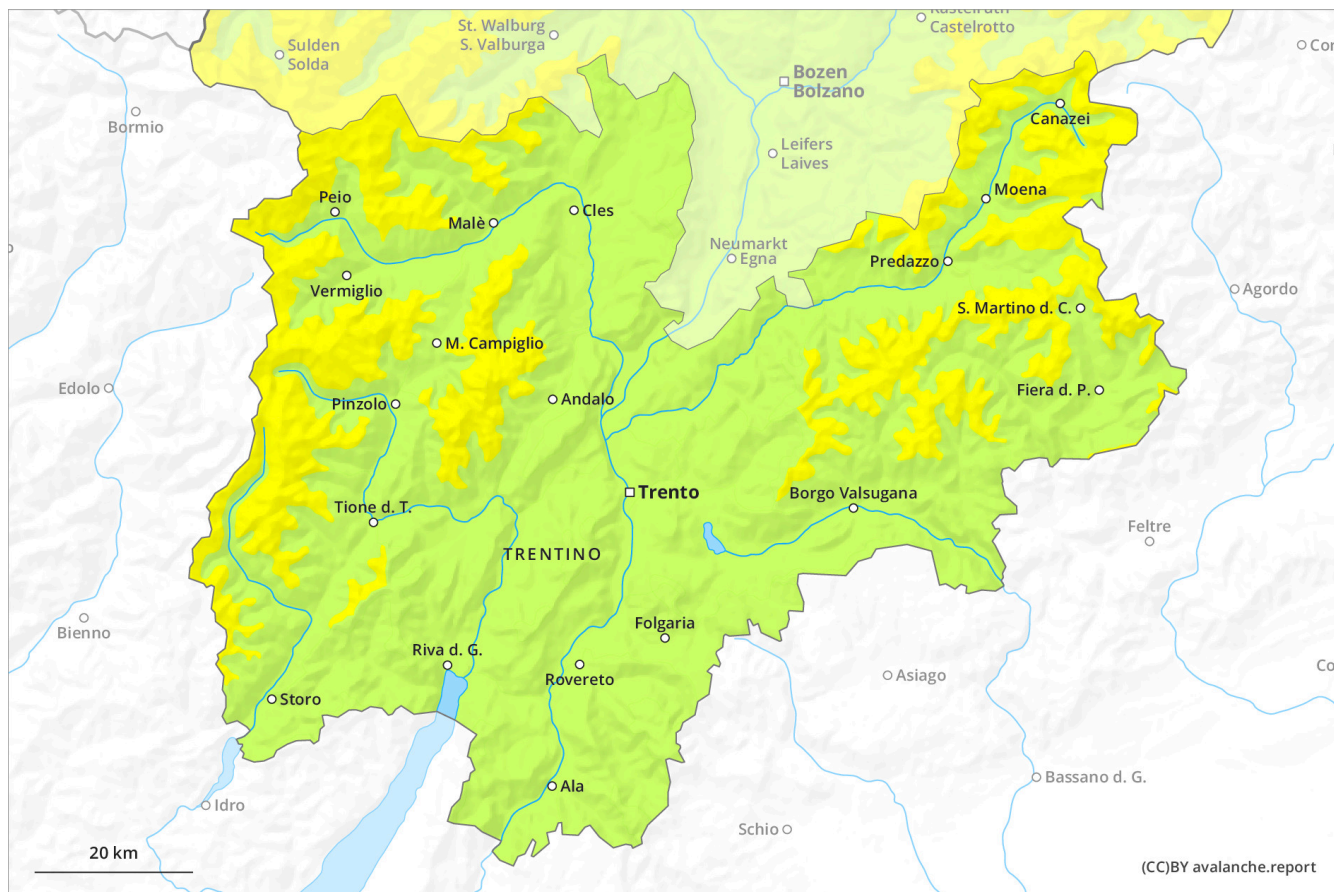 Kastelruth
Castelrotto
St. Walburg
S. Valburga
Sulden
Solda
Cor
Bozen
Bolzano
Bormio
Canazei
Leifers
Laives
Peio
Moena
Malè
Cles
Neumarkt
Egna
Predazzo
Vermiglio
Agordo
S. Martino d. C.
M. Campiglio
Edolo
Pinzolo
Andalo
Fiera d. P.
Trento
Borgo Valsugana
Tione d. T.
Feltre
TRENTINO
Bienno
Folgaria
Riva d. G.
Rovereto
Asiago
Co
Storo
Ala
Bassano d. G.
Idro
Schio
20 km
(CC)BY avalanche.report